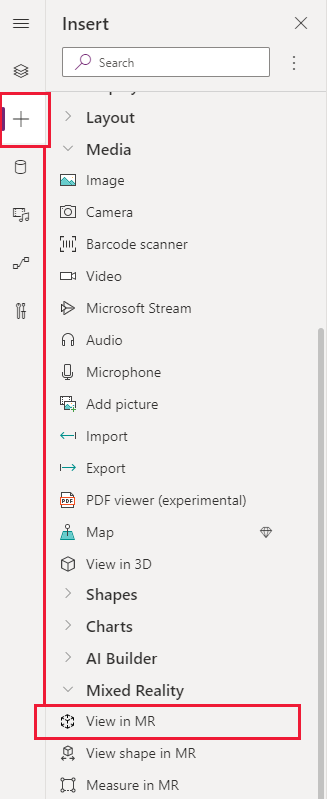 Insert
Search
Layout
Media
Image
Camera
Barcode scanner
Video
Microsoft Stream
Audio
Microphone
Add picture
Import
Export
PDF viewer (experimental)
Map
View in 3D
Shapes
Charts
AI Builder
Mixed Reality
View in MR
View shape in MR
Measure in MR